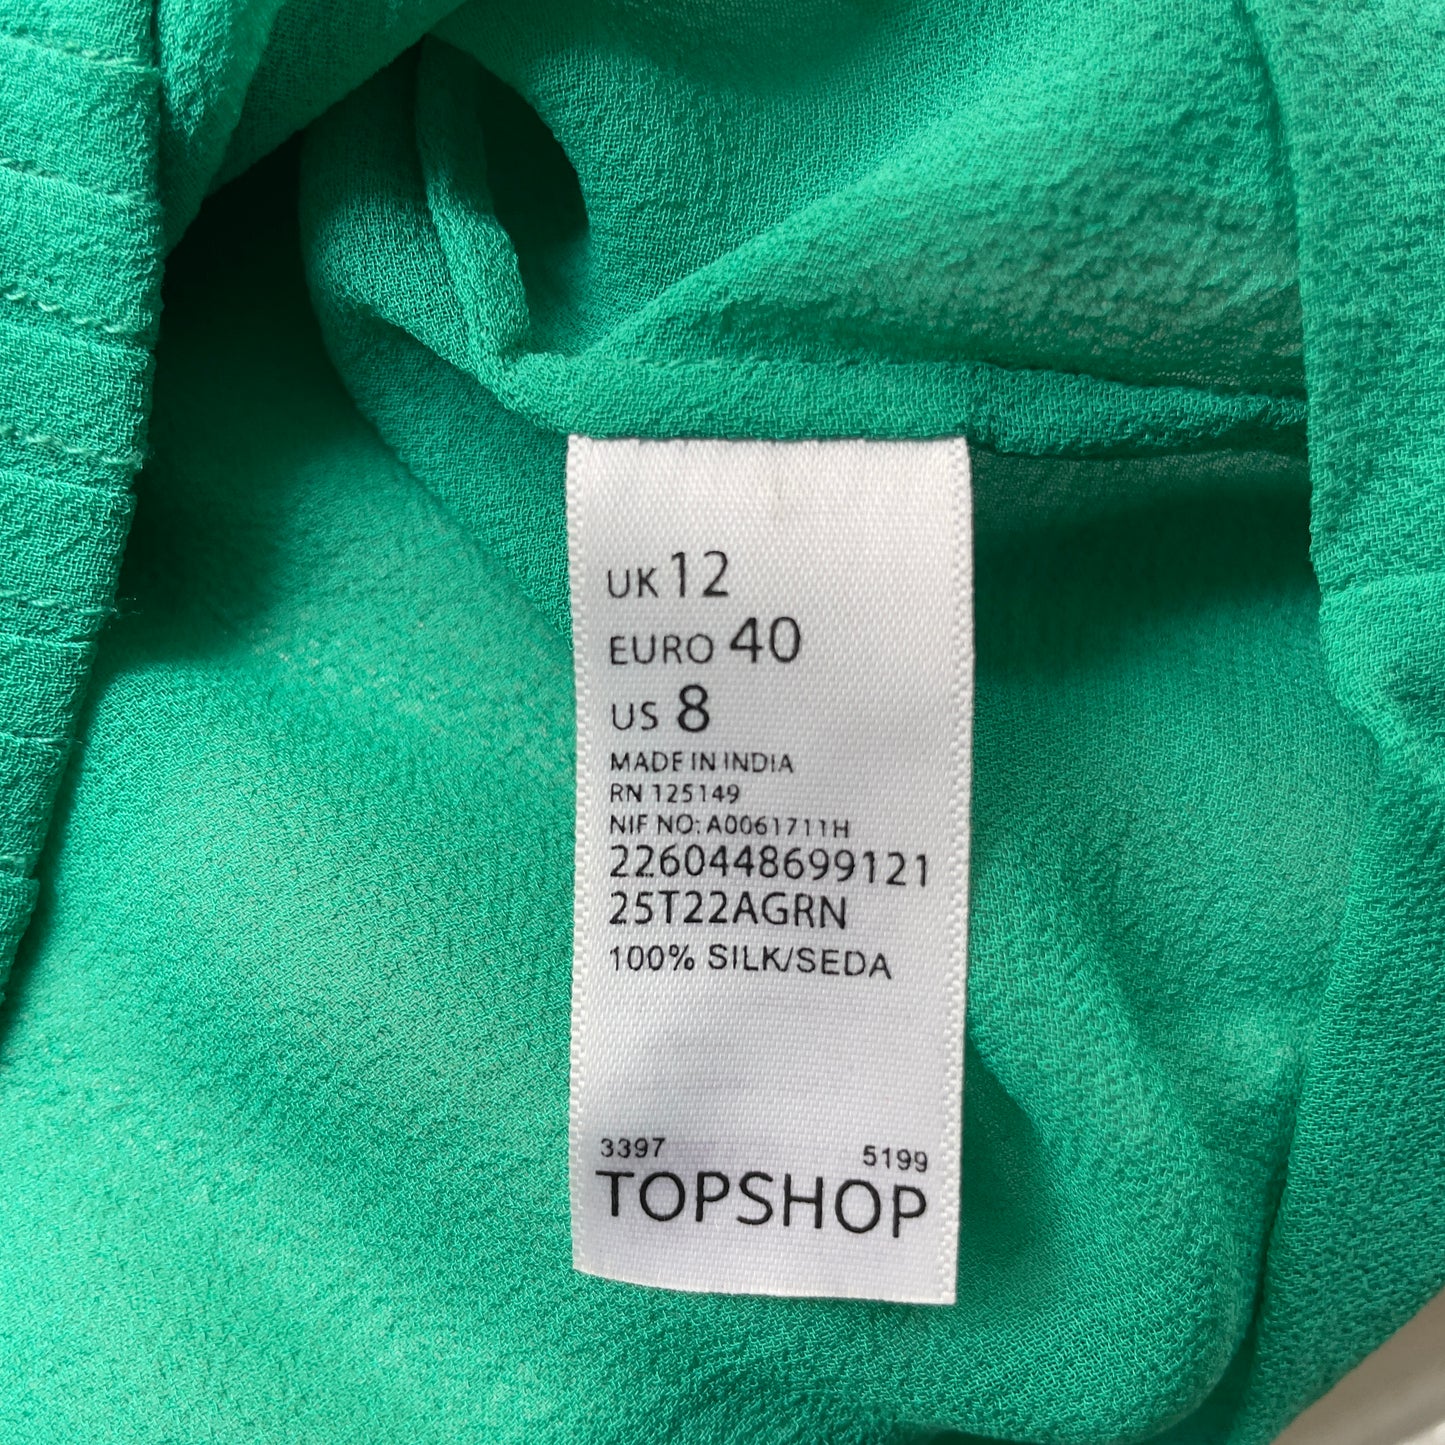 UK 12
EURO 40
US 8
MADE IN INDIA
RN 125149
NIF NO: A0061711H
2260448699121
25T22AGRN
100% SILK/SEDA
3397 5199
TOPSHOP